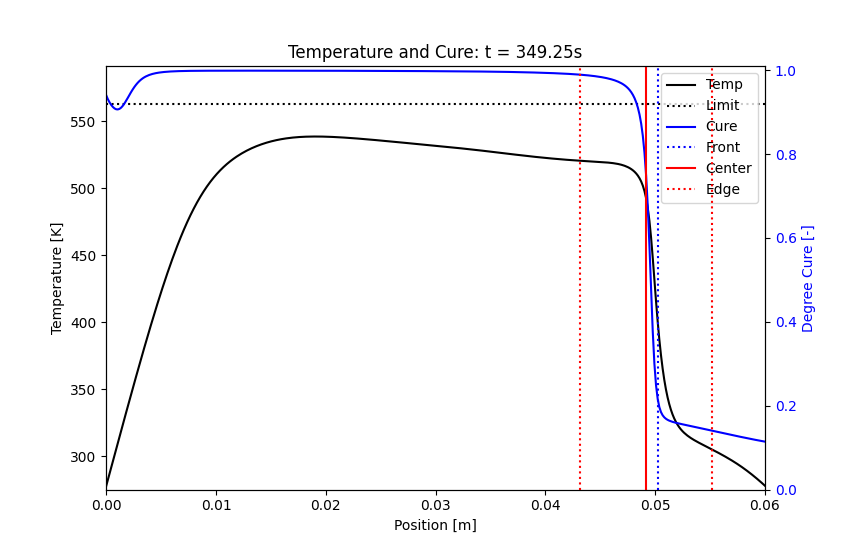 Temperature and Cure: t = 349.25s
Temp
Limit
Cure
Front
Center
Edge
Temperature [K]
550
500
450
400
350
300
Degree Cure [-]
1.0
0.8
0.6
0.4
0.2
0.0
0.00 0.01 0.02 0.03 0.04 0.05 0.06
Position [m]